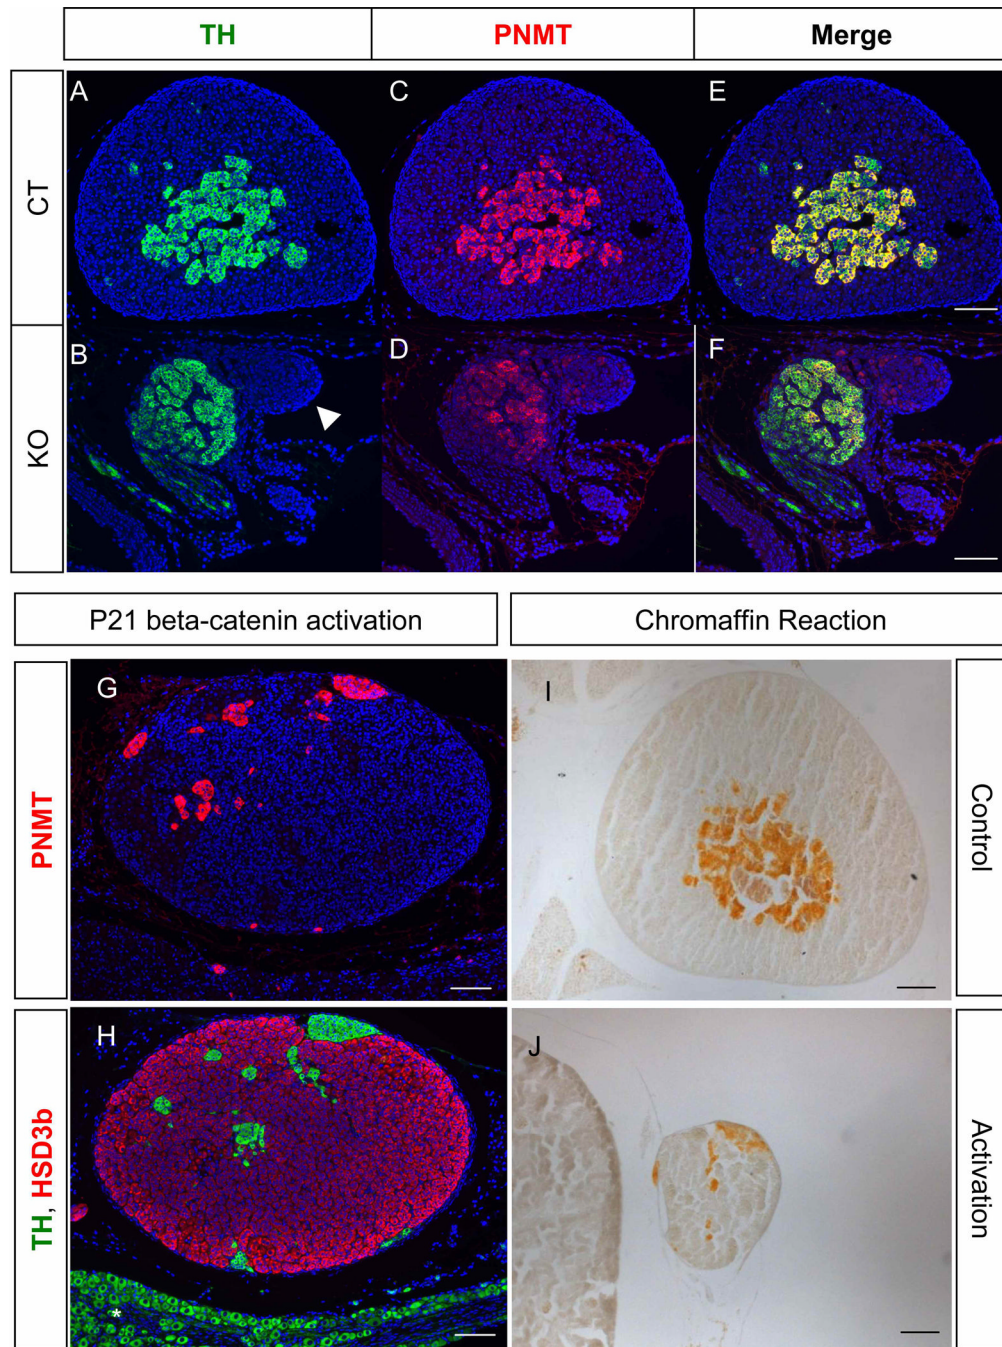 TH PNMT Merge
CT
A C E
KO
B D F
P21 beta-catenin activation Chromaffin Reaction
PNMT
G I
Control
TH, HSD3b
H J
Activation
*